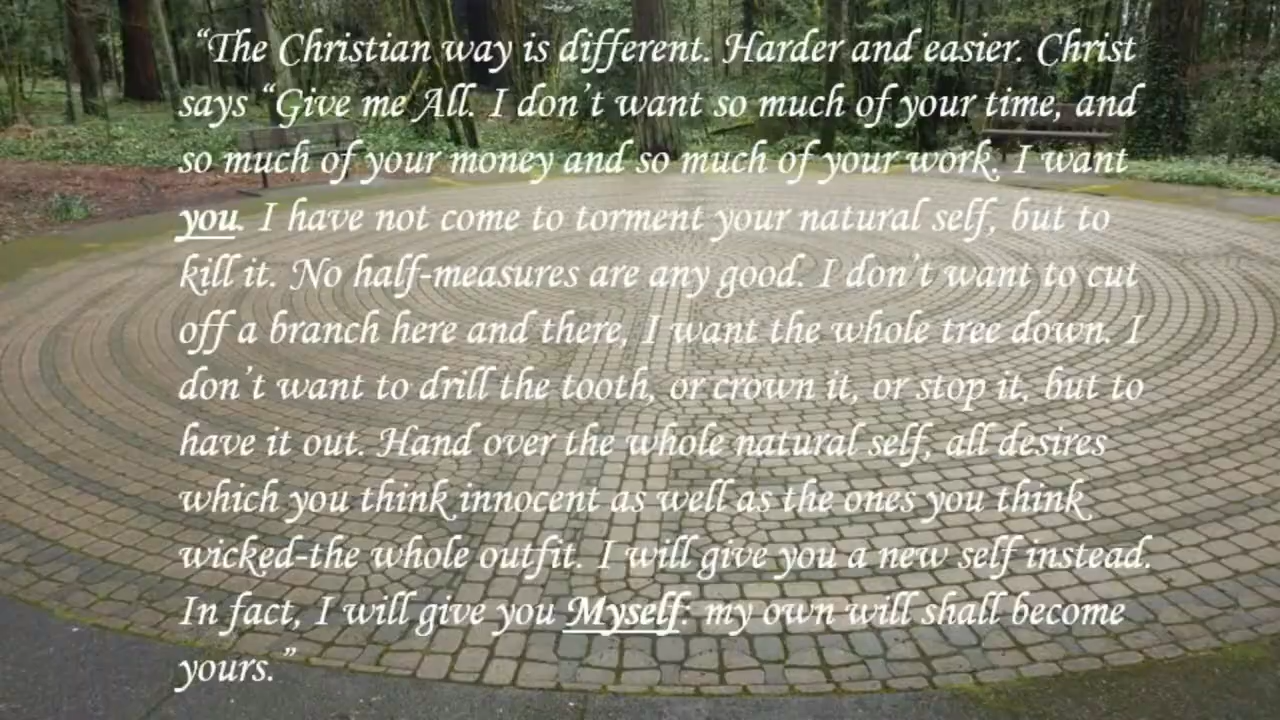 “The Christian way is different. Harder and easier. Christ
says “Give me All. I don’t want so much of your time, and
so much of your money and so much of your work. I want
you. I have not come to torment your natural self, but to
kill it. No half-measures are any good. I don’t want to cut
off a branch here and there, I want the whole tree down. I
don’t want to drill the tooth, or crown it, or stop it, but to
have it out. Hand over the whole natural self, all desires
which you think innocent as well as the ones you think
wicked-the whole outfit. I will give you a new self instead.
In fact, I will give you Myself: my own will shall become
yours.”